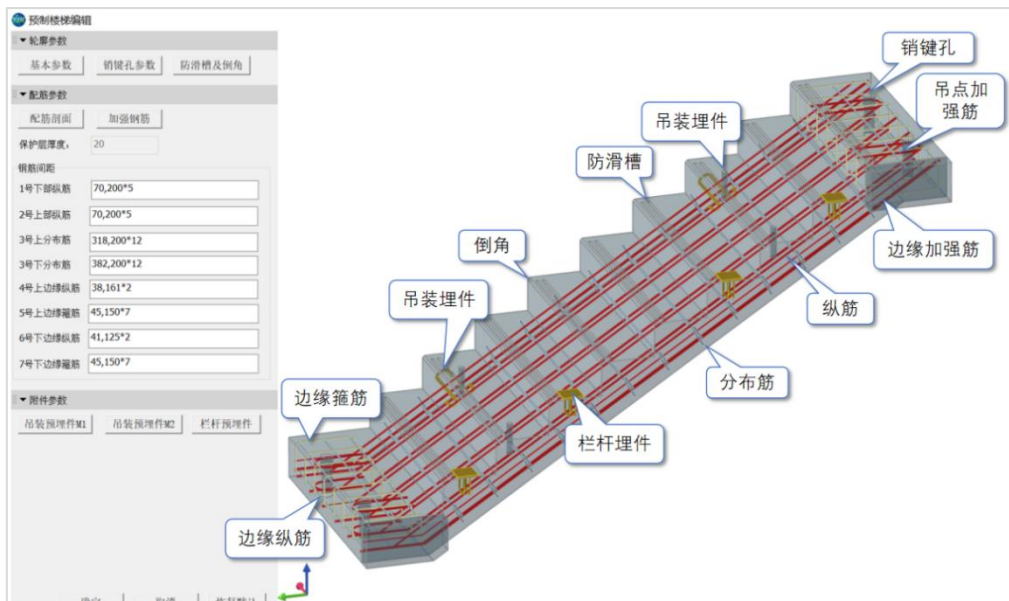 预制楼梯编辑
轮廓参数
基本参数 销键孔参数 防滑槽及倒角
配筋参数
配筋剖面 加强钢筋
保护层厚度: 20
钢筋间距
1号下部纵筋 70,200*5
2号上部纵筋 70,200*5
3号上分布筋 318,200*12
3号下分布筋 382,200*12
4号上边缘纵筋 38,161*2
5号上边缘箍筋 45,150*7
6号下边缘纵筋 41,125*2
7号下边缘箍筋 45,150*7
附件参数
吊装预埋件M1 吊装预埋件M2 栏杆预埋件
销键孔
吊点加
强筋
吊装埋件
防滑槽
边缘加强筋
倒角
纵筋
吊装埋件
分布筋
边缘箍筋
栏杆埋件
边缘纵筋